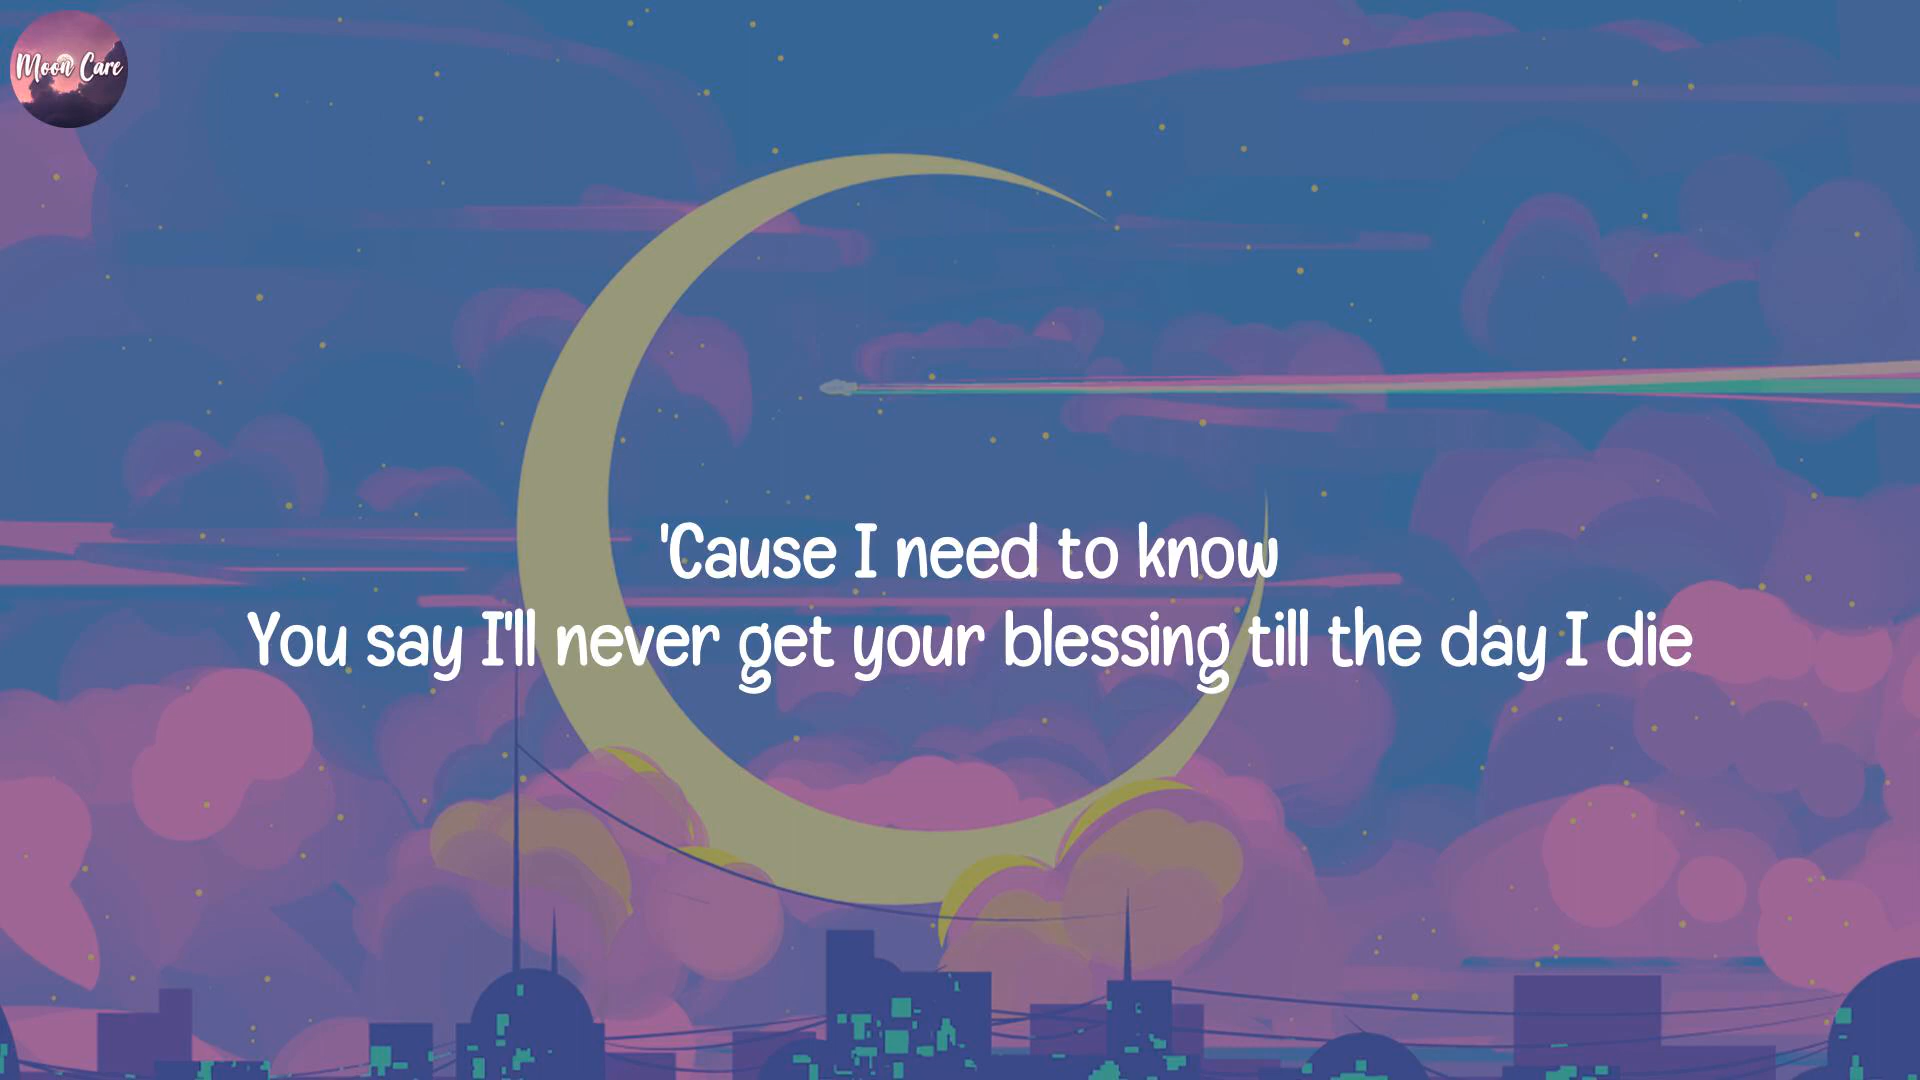 Moon Care
'Cause I need to know
You say I'll never get your blessing till the day I die